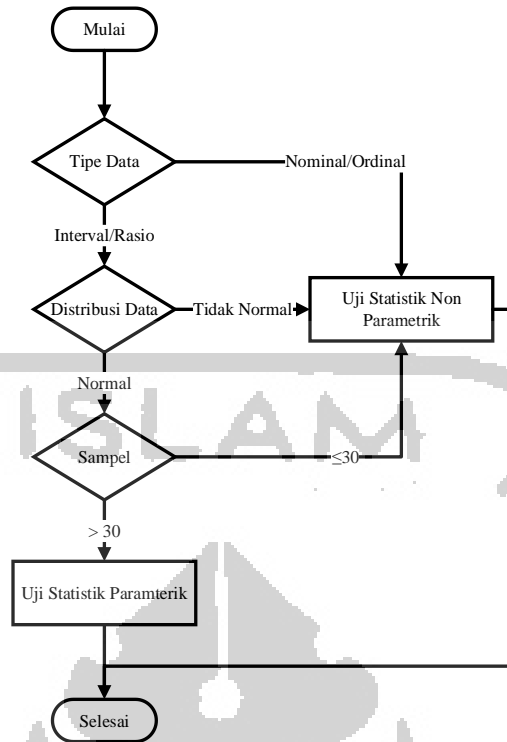 Mulai
Tipe Data
Nominal/Ordinal
Interval/Rasio
Distribusi Data
Tidak Normal
Uji Statistik Non
Parametrik
Normal
ISLAM
Sampel
≤30
> 30
Uji Statistik Paramterik
Selesai